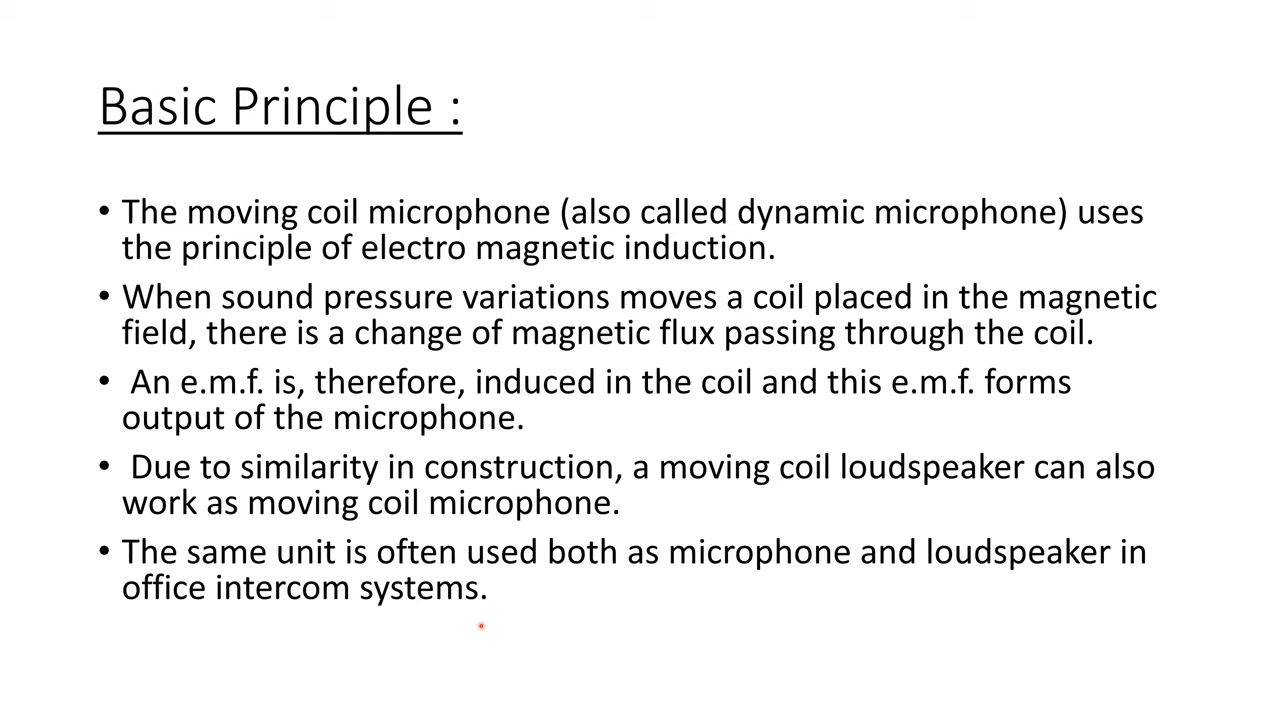 Basic Principle :
• The moving coil microphone (also called dynamic microphone) uses
the principle of electro magnetic induction.
• When sound pressure variations moves a coil placed in the magnetic
field, there is a change of magnetic flux passing through the coil.
• An e.m.f. is, therefore, induced in the coil and this e.m.f. forms
output of the microphone.
• Due to similarity in construction, a moving coil loudspeaker can also
work as moving coil microphone.
• The same unit is often used both as microphone and loudspeaker in
office intercom systems.